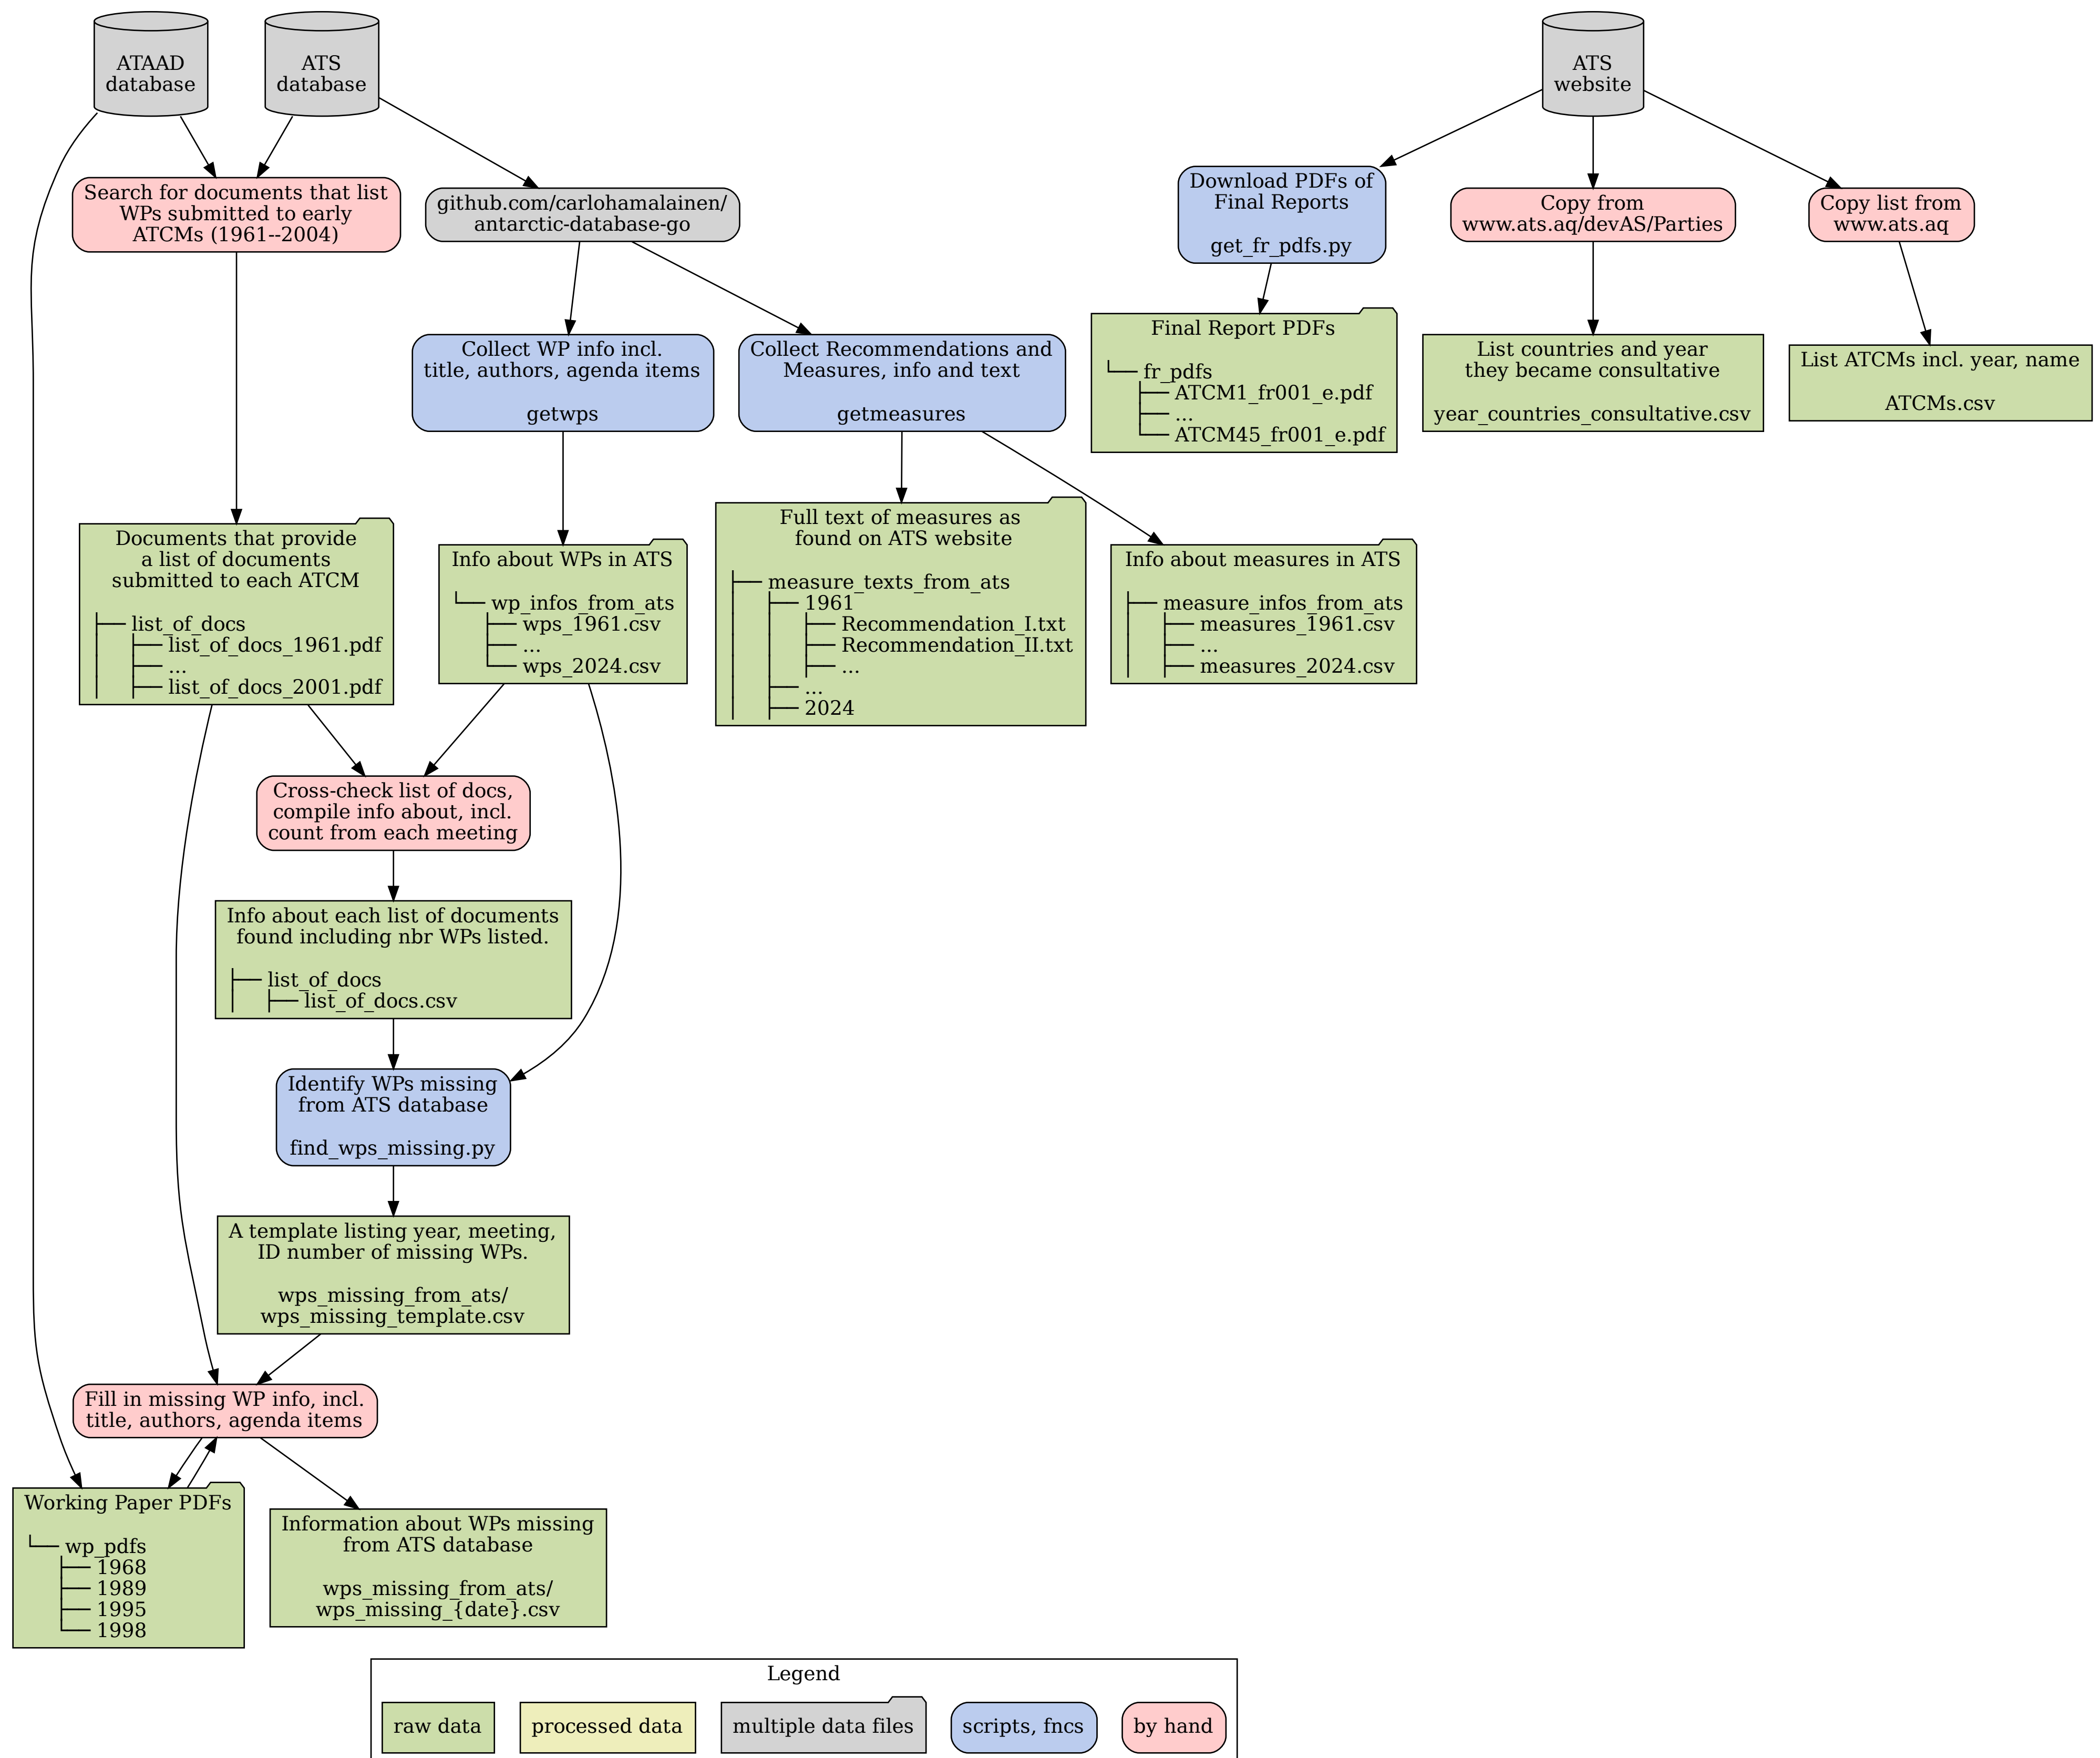 ATAAD
database
ATS
database
ATS
website
Search for documents that list
WPs submitted to early
ATCMs (1961--2004)
github.com/carlohamalainen/
antarctic-database-go
Download PDFs of
Final Reports
get_fr_pdfs.py
Copy from
www.ats.aq/devAS/Parties
Copy list from
www.ats.aq
Collect WP info incl.
title, authors, agenda items
getwps
Collect Recommendations and
Measures, info and text
getmeasures
Final Report PDFs
└── fr_pdfs
├── ATCM1_fr001_e.pdf
├── ...
└── ATCM45_fr001_e.pdf
List countries and year
they became consultative
year_countries_consultative.csv
List ATCMs incl. year, name
ATCMs.csv
Documents that provide
a list of documents
submitted to each ATCM
├── list_of_docs
│ ├── list_of_docs_1961.pdf
│ ├── ...
│ ├── list_of_docs_2001.pdf
Info about WPs in ATS
└── wp_infos_from_ats
├── wps_1961.csv
├── ...
└── wps_2024.csv
Full text of measures as
found on ATS website
├── measure_texts_from_ats
│ ├── 1961
│ │ ├── Recommendation_I.txt
│ │ ├── Recommendation_II.txt
│ │ ├── ...
│ ├── ...
│ ├── 2024
Info about measures in ATS
├── measure_infos_from_ats
│ ├── measures_1961.csv
│ ├── ...
│ ├── measures_2024.csv
Cross-check list of docs,
compile info about, incl.
count from each meeting
Info about each list of documents
found including nbr WPs listed.
├── list_of_docs
│ ├── list_of_docs.csv
Identify WPs missing
from ATS database
find_wps_missing.py
A template listing year, meeting,
ID number of missing WPs.
wps_missing_from_ats/
wps_missing_template.csv
Fill in missing WP info, incl.
title, authors, agenda items
Working Paper PDFs
└── wp_pdfs
├── 1968
├── 1989
├── 1995
└── 1998
Information about WPs missing
from ATS database
wps_missing_from_ats/
wps_missing_{date}.csv
Legend
raw data
processed data
multiple data files
scripts, fncs
by hand